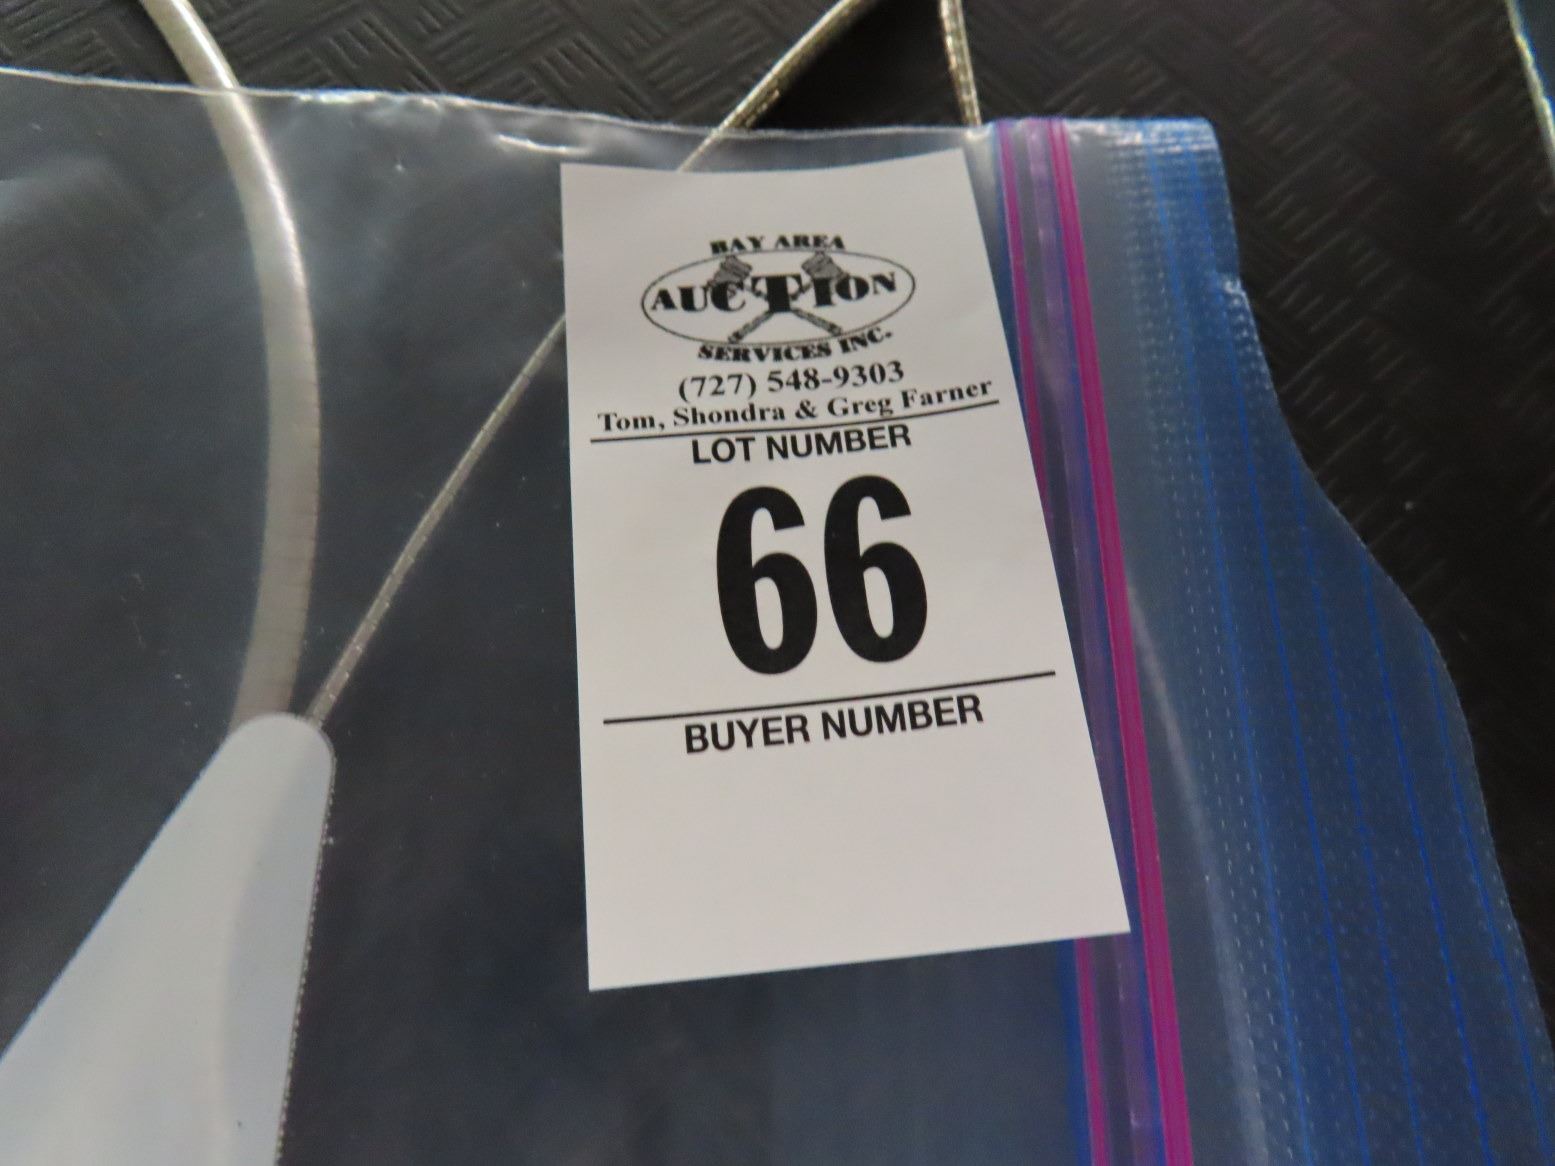 BAY AREA
AUCTION
SERVICES INC.
(727) 548-9303
Tom, Shondra & Greg Farner
LOT NUMBER
66
BUYER NUMBER